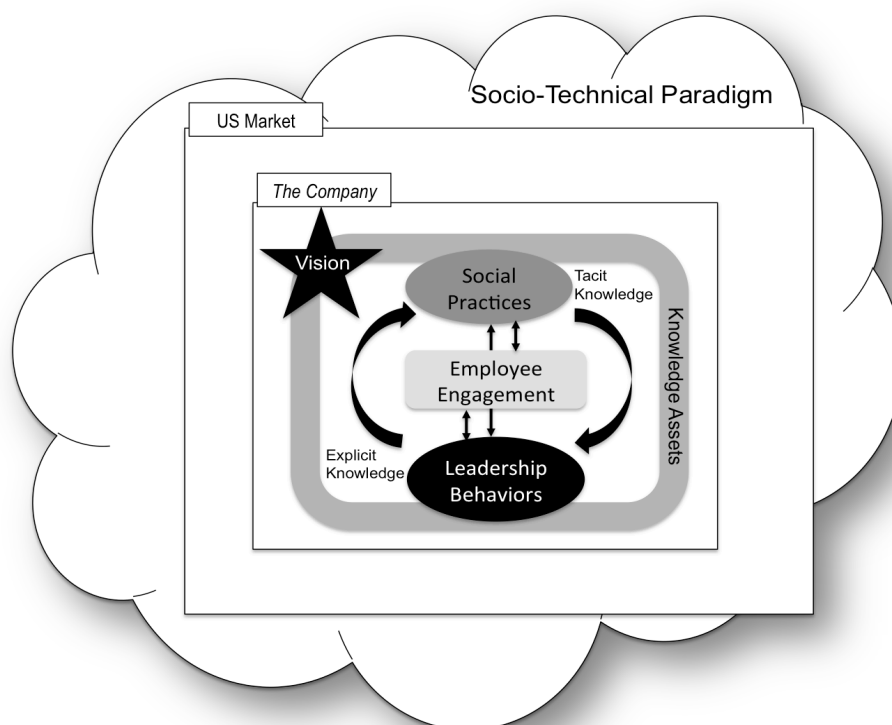 Socio-Technical Paradigm
US Market
The Company
Vision
Social
Practices
Tacit
Knowledge
Employee
Engagement
Knowledge Assets
Explicit
Knowledge
Leadership
Behaviors